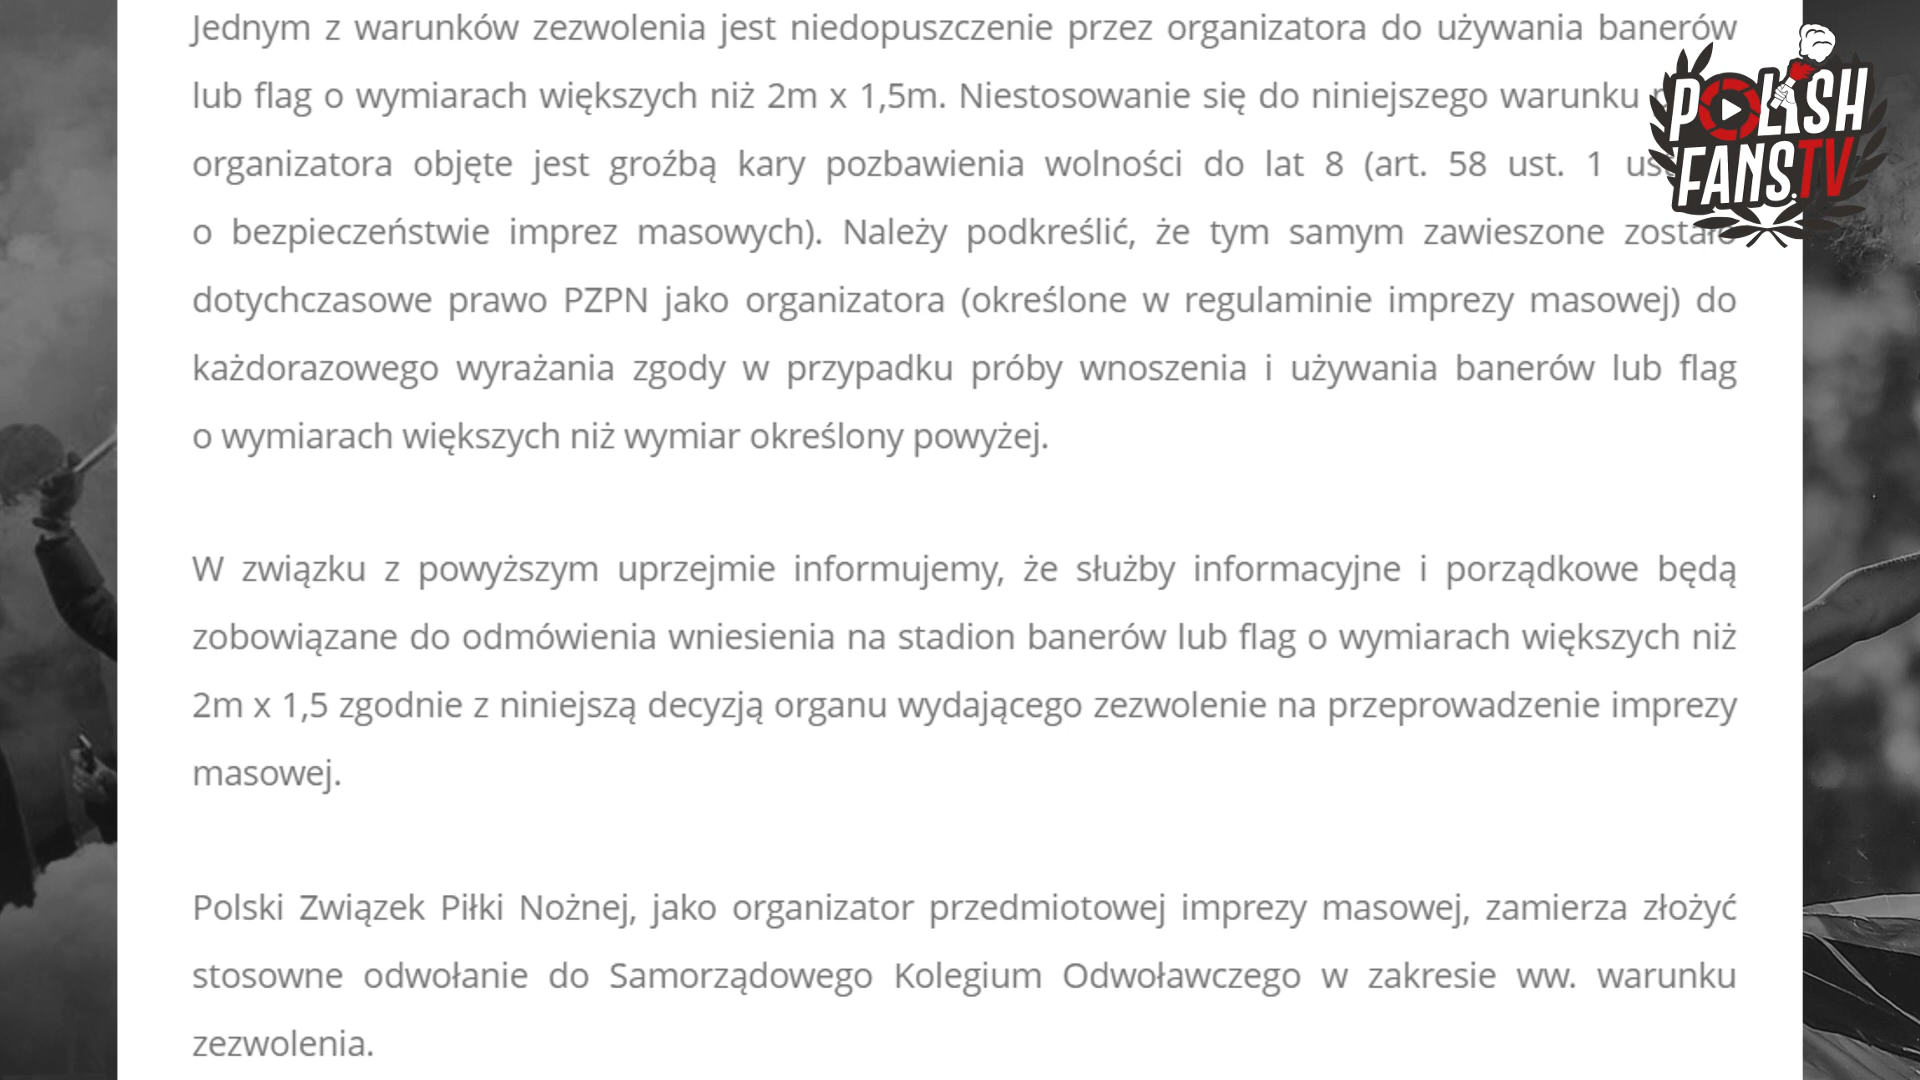 Jednym z warunków zezwolenia jest niedopuszczenie przez organizatora do używania banerów
lub flag o wymiarach większych niż 2m x 1,5m. Niestosowanie się do niniejszego warunku
organizatora objęte jest groźbą kary pozbawienia wolności do lat 8 (art. 58 ust. 1
o bezpieczeństwie imprez masowych). Należy podkreślić, że tym samym zawieszone zostało
dotychczasowe prawo PZPN jako organizatora (określone w regulaminie imprezy masowej) do
każdorazowego wyrażania zgody w przypadku próby wnoszenia i używania banerów lub flag
o wymiarach większych niż wymiar określony powyżej.
W związku z powyższym uprzejmie informujemy, że służby informacyjne i porządkowe będą
zobowiązane do odmówienia wniesienia na stadion banerów lub flag o wymiarach większych niż
2m x 1,5 zgodnie z niniejszą decyzją organu wydającego zezwolenie na przeprowadzenie imprezy
masowej.
Polski Związek Piłki Nożnej, jako organizator przedmiotowej imprezy masowej, zamierza złożyć
stosowne odwołanie do Samorządowego Kolegium Odwoławczego w zakresie ww. warunku
zezwolenia.
POLISH
FANS.TV